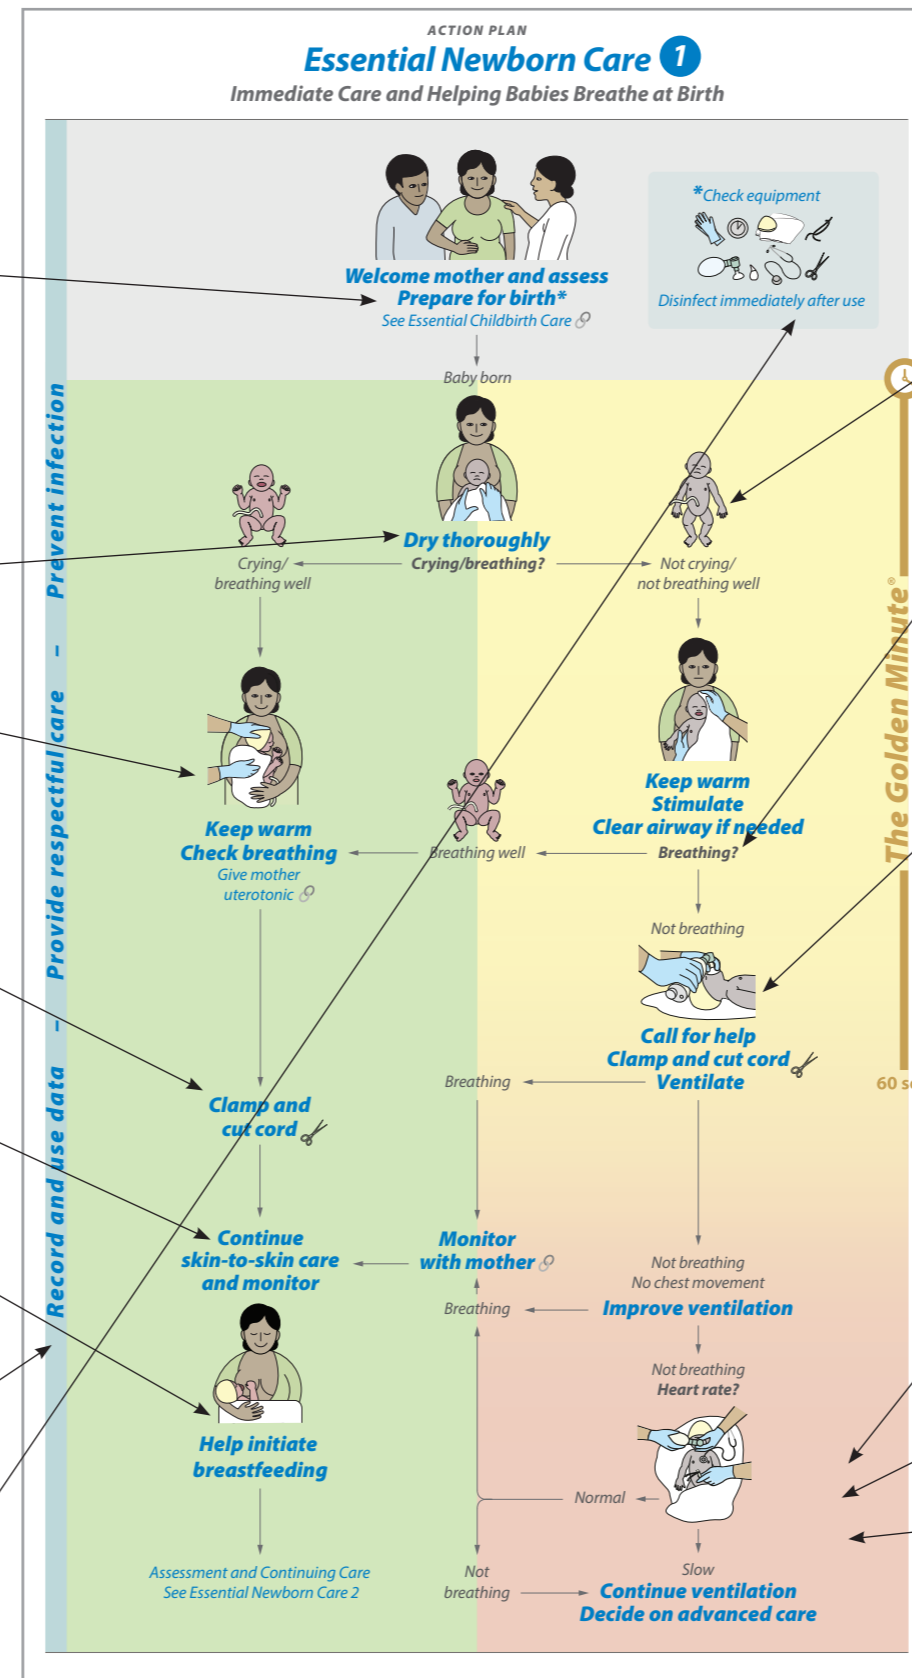 ACTION PLAN
Essential Newborn Care 1
Immediate Care and Helping Babies Breathe at Birth
*Check equipment
Disinfect immediately after use
Welcome mother and assess
Prepare for birth*
See Essential Childbirth Care
Baby born
Dry thoroughly
Crying/breathing?
Crying/
breathing well
Not crying/
not breathing well
Keep warm
Stimulate
Clear airway if needed
Breathing?
Breathing well
Keep warm
Check breathing
Give mother
uterotonic
Not breathing
Call for help
Clamp and cut cord
Ventilate
Breathing
Clamp and
cut cord
Continue
skin-to-skin care
and monitor
Monitor
with mother
Not breathing
No chest movement
Improve ventilation
Breathing
Not breathing
Heart rate?
Help initiate
breastfeeding
Normal
Assessment and Continuing Care
See Essential Newborn Care 2
Not
breathing
Slow
Continue ventilation
Decide on advanced care
Record and use data – Provide respectful care – Prevent infection
The Golden Minute®
60